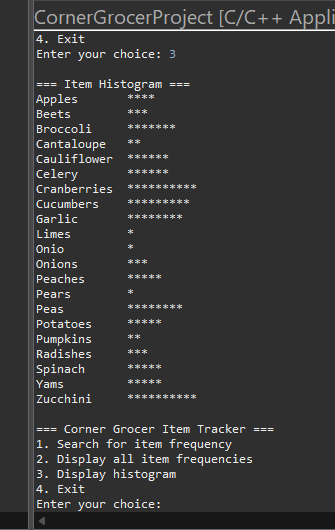 CornerGrocerProject [C/C++ Appli
4. Exit
Enter your choice: 3
=== Item Histogram ===
Apples ****
Beets ***
Broccoli *******
Cantaloupe **
Cauliflower ******
Celery ******
Cranberries **********
Cucumbers *********
Garlic ********
Limes *
Onio *
Onions ***
Peaches *****
Pears *
Peas ********
Potatoes *****
Pumpkins **
Radishes ***
Spinach *****
Yams *****
Zucchini **********
=== Corner Grocer Item Tracker ===
1. Search for item frequency
2. Display all item frequencies
3. Display histogram
4. Exit
Enter your choice: